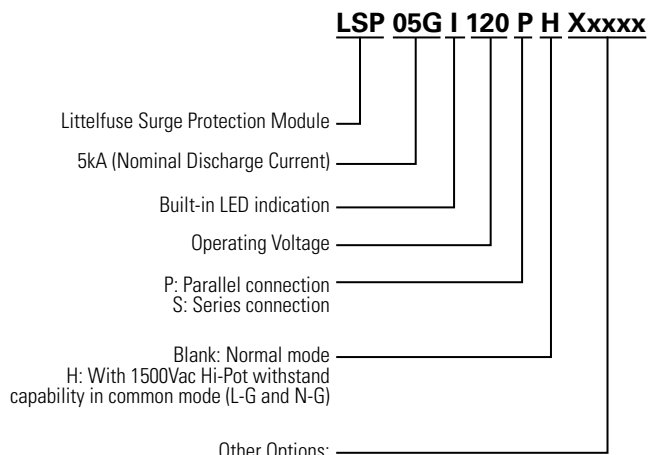 LSP 05G I 120 P H Xxxxx
Littelfuse Surge Protection Module
5kA (Nominal Discharge Current)
Built-in LED indication
Operating Voltage
P: Parallel connection
S: Series connection
Blank: Normal mode
H: With 1500Vac Hi-Pot withstand
capability in common mode (L-G and N-G)
Other Options: